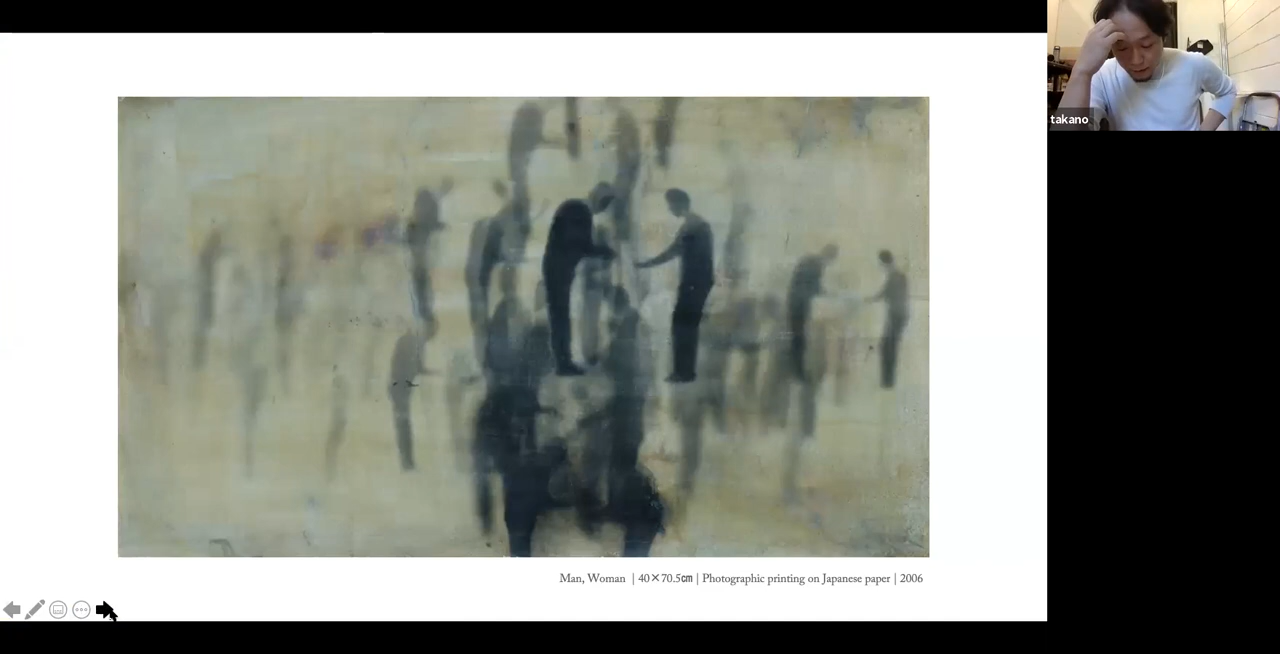 takano
Man, Woman | 40×70.5㎝ | Photographic printing on Japanese paper | 2006